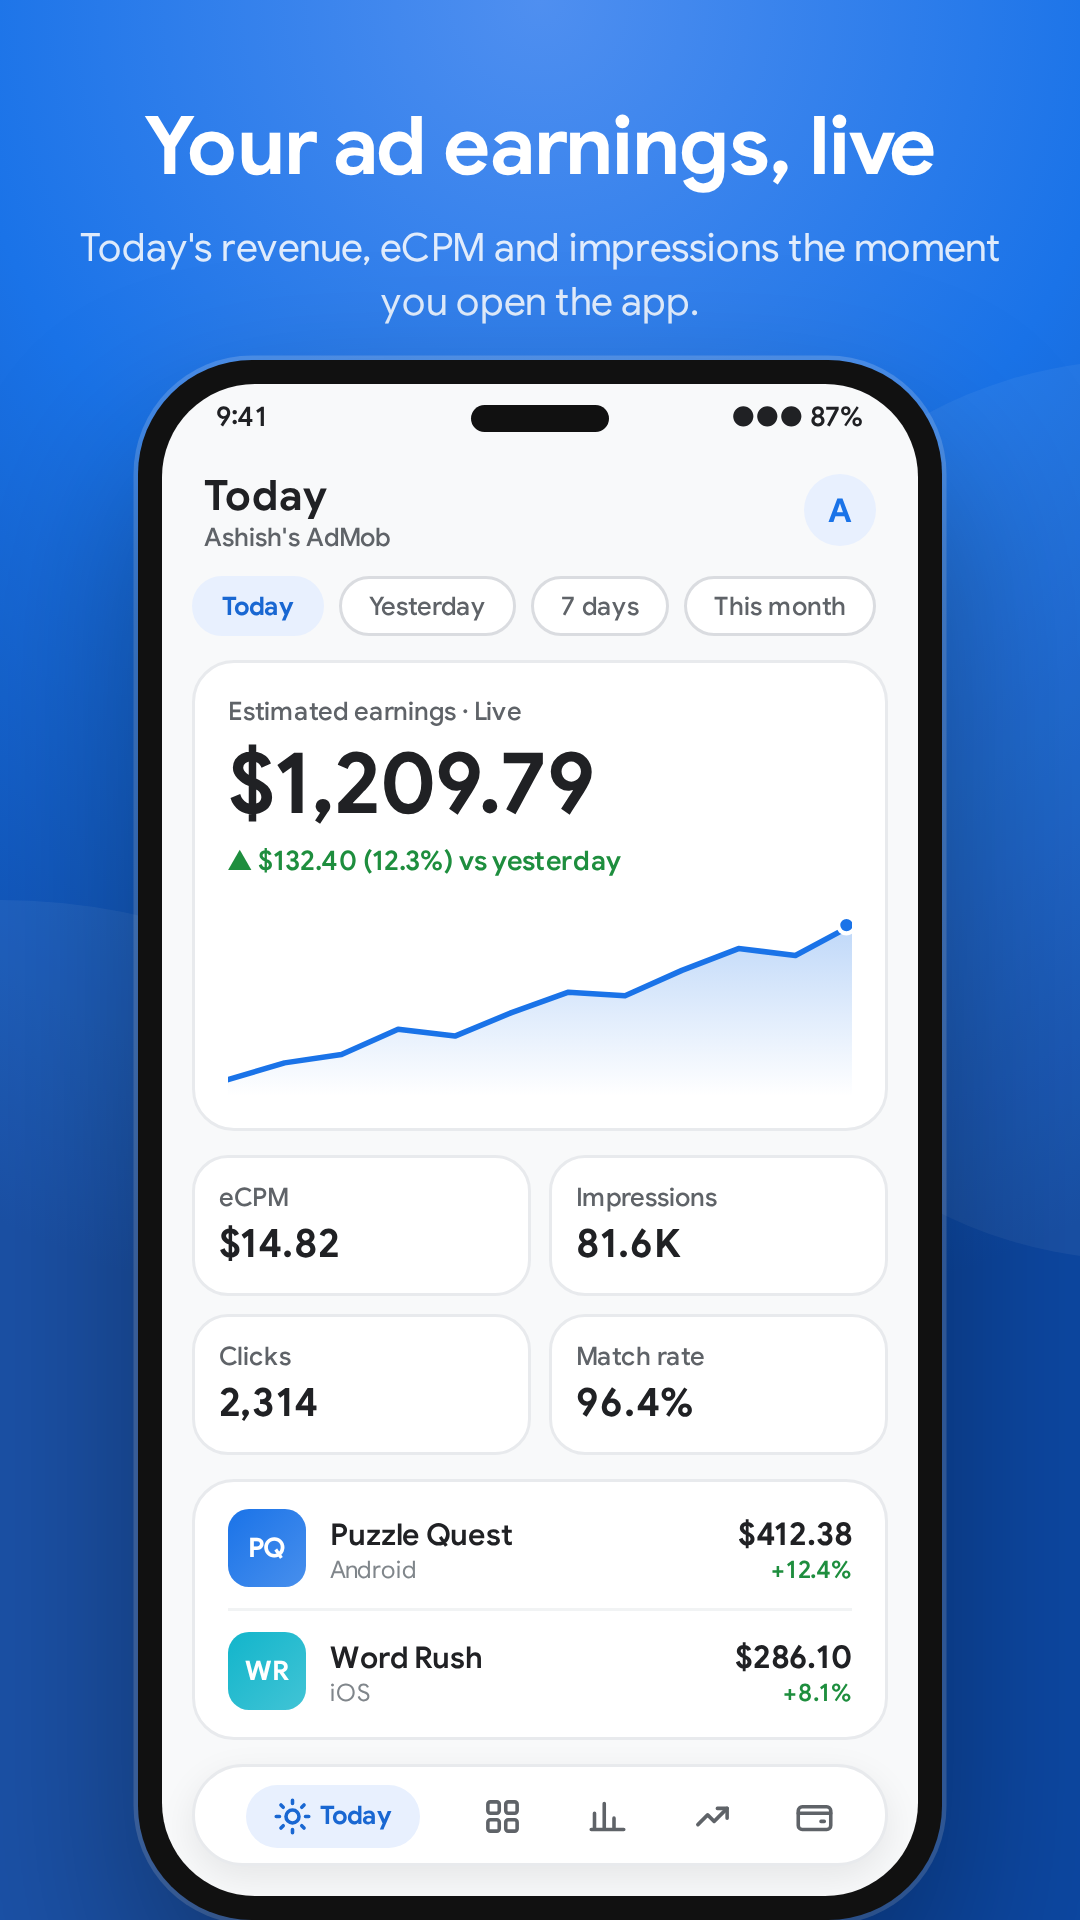 Your ad earnings, live
Today's revenue, eCPM and impressions the moment
you open the app.
9:41
87%
Today
Ashish's AdMob
A
Today
Yesterday
7 days
This month
Estimated earnings · Live
$1,209.79
▲ $132.40 (12.3%) vs yesterday
eCPM
$14.82
Impressions
81.6K
Clicks
2,314
Match rate
96.4%
PQ
Puzzle Quest
Android
$412.38
+12.4%
WR
Word Rush
iOS
$286.10
+8.1%
Today